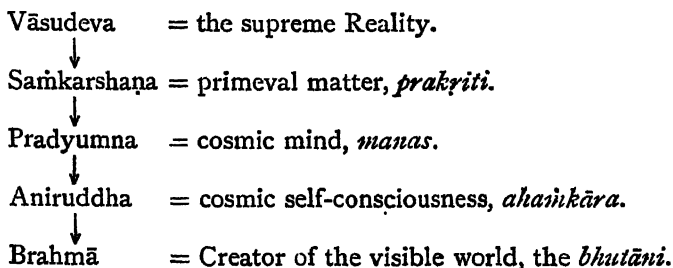 Vāsudeva = the supreme Reality.
Saṁkarshaṇa = primeval matter, prakṛiti.
Pradyumna = cosmic mind, manas.
Aniruddha = cosmic self-consciousness, ahaṁkāra.
Brahmā = Creator of the visible world, the bhutāni.